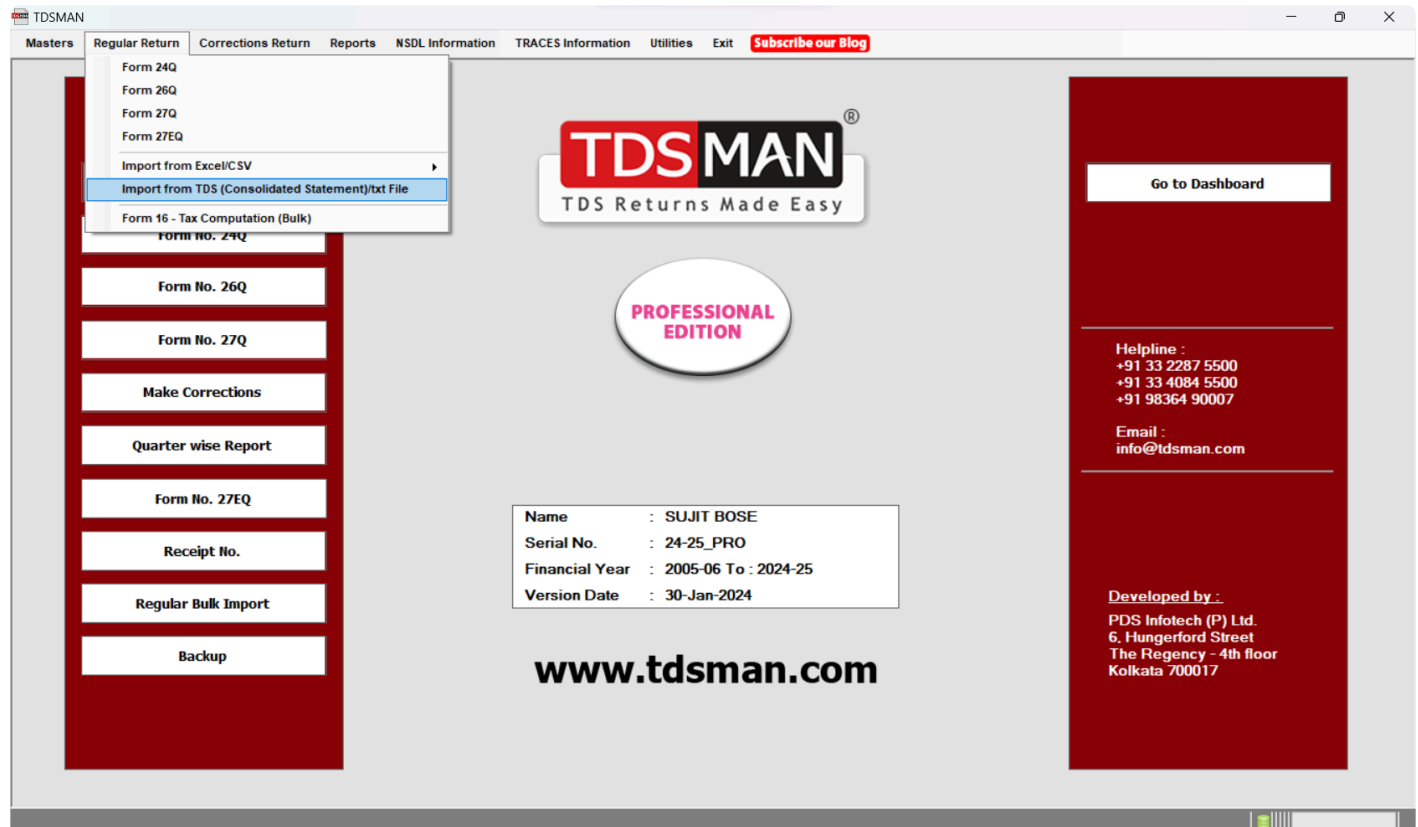 TDSMAN
Masters Regular Return Corrections Return Reports NSDL Information TRACES Information Utilities Exit Subscribe our Blog
Form 24Q
Form 26Q
Form 27Q
Form 27EQ
Import from Excel/CSV
Import from TDS (Consolidated Statement)/txt File
Form 16 - Tax Computation (Bulk)
Form No. 24Q
Form No. 26Q
Form No. 27Q
Make Corrections
Quarter wise Report
Form No. 27EQ
Receipt No.
Regular Bulk Import
Backup
TDSMAN®
TDS Returns Made Easy
PROFESSIONAL
EDITION
Name : SUJIT BOSE
Serial No. : 24-25_PRO
Financial Year : 2005-06 To : 2024-25
Version Date : 30-Jan-2024
www.tdsman.com
Go to Dashboard
Helpline :
+91 33 2287 5500
+91 33 4084 5500
+91 98364 90007
Email :
info@tdsman.com
Developed by :
PDS Infotech (P) Ltd.
6, Hungerford Street
The Regency - 4th floor
Kolkata 700017